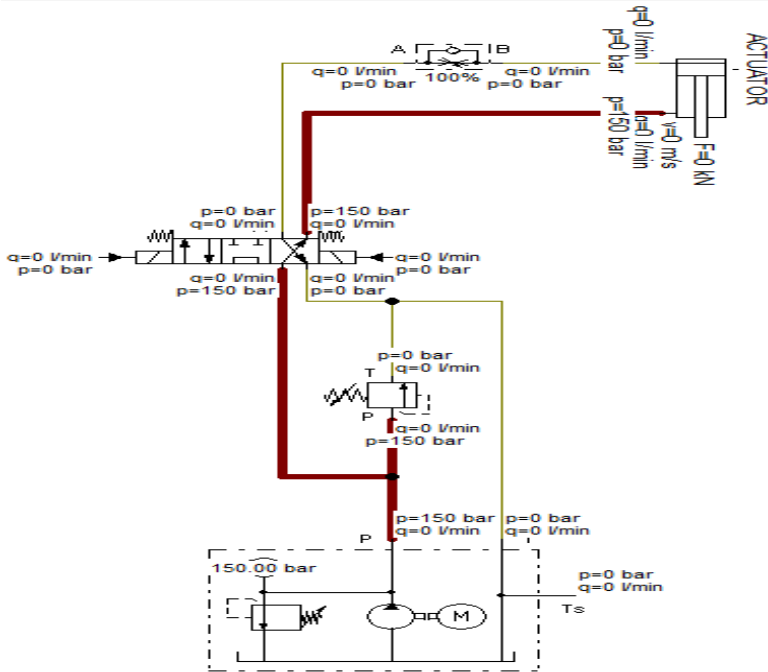 q=0 l/min
p=0 bar
ACTUATOR
A
B
q=0 l/min
p=0 bar
100%
q=0 l/min
p=0 bar
p=150 bar
q=0 l/min
v=0 m/s
F=0 kN
p=0 bar
q=0 l/min
p=150 bar
q=0 l/min
q=0 l/min
p=0 bar
q=0 l/min
p=0 bar
q=0 l/min
p=150 bar
q=0 l/min
p=0 bar
p=0 bar
q=0 l/min
T
P
q=0 l/min
p=150 bar
P
p=150 bar
q=0 l/min
p=0 bar
q=0 l/min
150.00 bar
M
p=0 bar
q=0 l/min
Ts